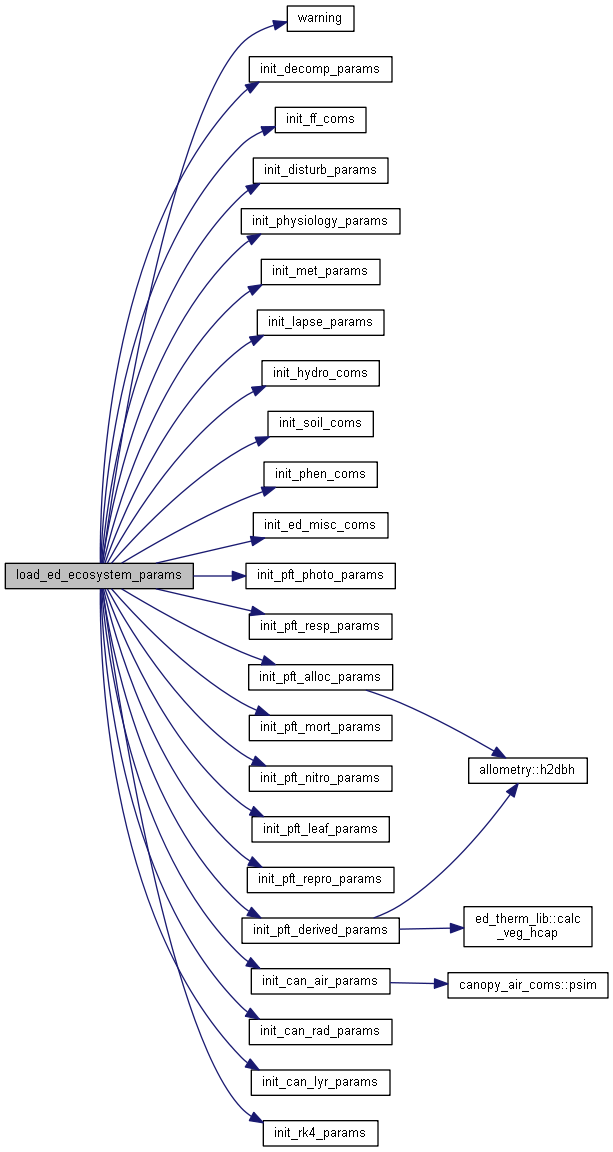 warning
init_decomp_params
init_ff_coms
init_disturb_params
init_physiology_params
init_met_params
init_lapse_params
init_hydro_coms
init_soil_coms
init_phen_coms
init_ed_misc_coms
load_ed_ecosystem_params
init_pft_photo_params
init_pft_resp_params
init_pft_alloc_params
init_pft_mort_params
allometry::h2dbh
init_pft_nitro_params
init_pft_leaf_params
init_pft_repro_params
init_pft_derived_params
ed_therm_lib::calc
_veg_hcap
init_can_air_params
canopy_air_coms::psim
init_can_rad_params
init_can_lyr_params
init_rk4_params